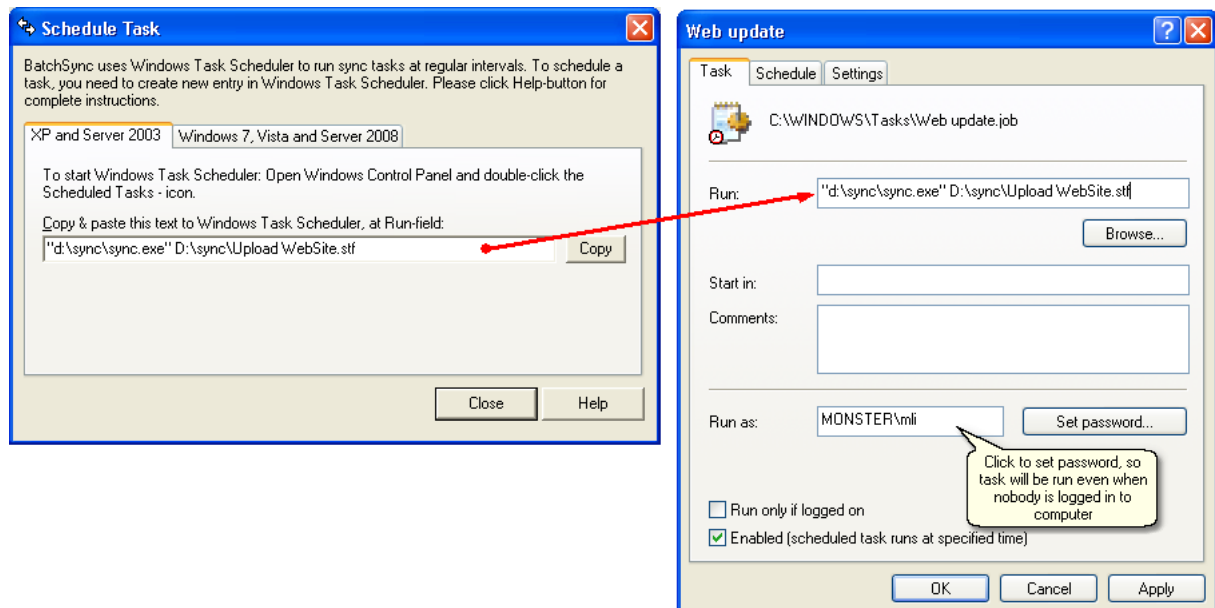 Schedule Task
BatchSync uses Windows Task Scheduler to run sync tasks at regular intervals. To schedule a
task, you need to create new entry in Windows Task Scheduler. Please click Help-button for
complete instructions.
XP and Server 2003
Windows 7, Vista and Server 2008
To start Windows Task Scheduler: Open Windows Control Panel and double-click the
Scheduled Tasks - icon.
Copy & paste this text to Windows Task Scheduler, at Run-field:
"d:\sync\sync.exe" D:\sync\Upload WebSite.stf
Copy
Close
Help
Web update
Task
Schedule
Settings
C:\WINDOWS\Tasks\Web update.job
Run:
"d:\sync\sync.exe" D:\sync\Upload WebSite.stf
Browse...
Start in:
Comments:
Run as:
MONSTER\mli
Set password...
Click to set password, so
task will be run even when
nobody is logged in to
computer
Run only if logged on
Enabled (scheduled task runs at specified time)
OK
Cancel
Apply